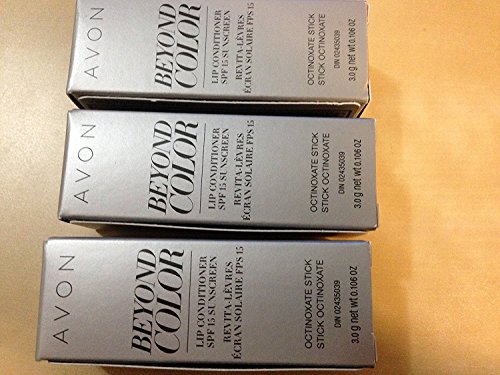 AVON
BEYOND
COLOR
LIP CONDITIONER
SPF 15 SUNSCREEN
REVITA-LÈVRES
ÉCRAN SOLAIRE FPS 15
OCTINOXATE STICK
STICK OCTINOXATE
DIN 02435039
3.0 g net wt 0.106 OZ
AVON
BEYOND
COLOR
LIP CONDITIONER
SPF 15 SUNSCREEN
REVITA-LÈVRES
ÉCRAN SOLAIRE FPS 15
OCTINOXATE STICK
STICK OCTINOXATE
DIN 02435039
3.0 g net wt 0.106 OZ
AVON
BEYOND
COLOR
LIP CONDITIONER
SPF 15 SUNSCREEN
REVITA-LÈVRES
ÉCRAN SOLAIRE FPS 15
OCTINOXATE STICK
STICK OCTINOXATE
DIN 02435039
3.0 g net wt 0.106 OZ